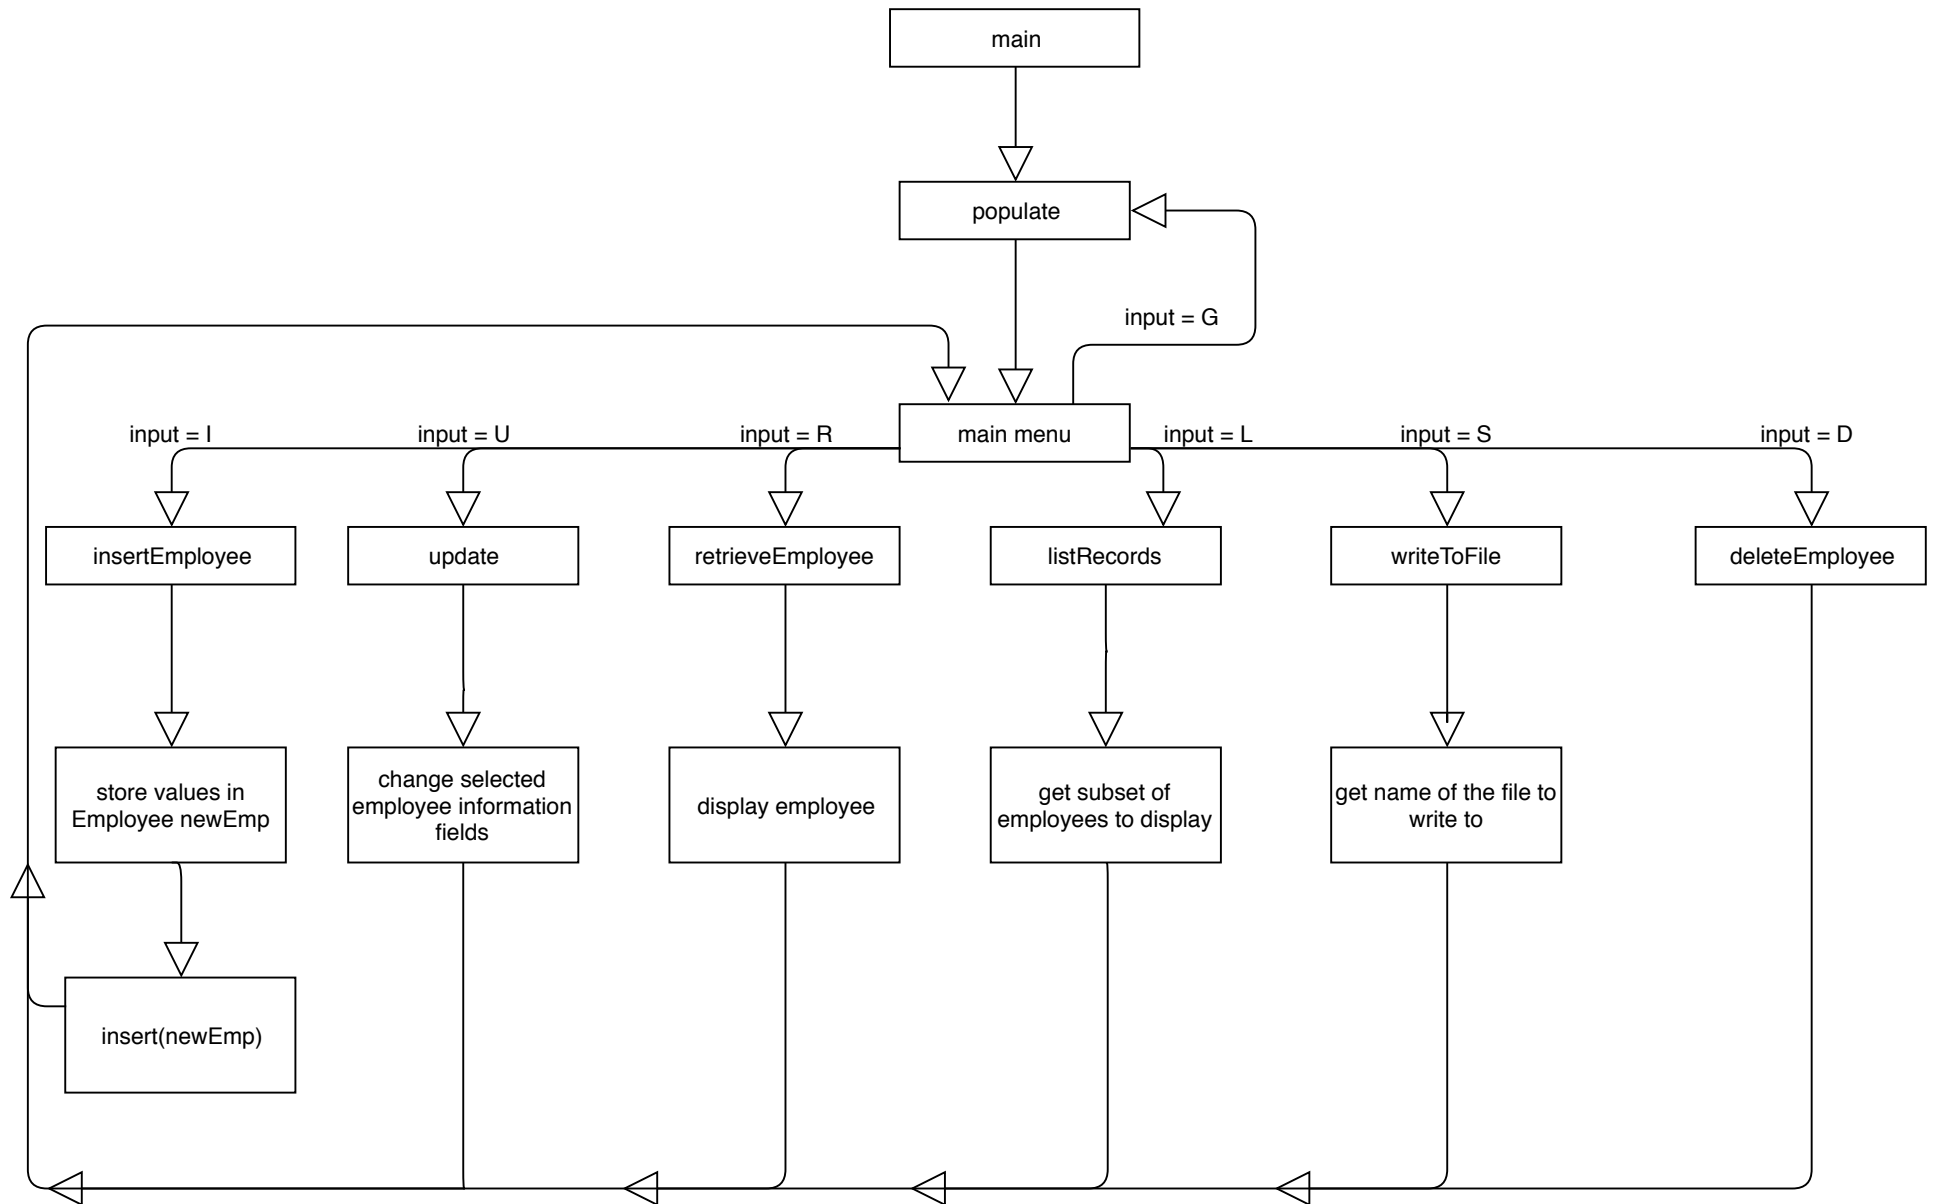 main
populate
input = G
main menu
input = I
input = U
input = R
input = L
input = S
input = D
insertEmployee
update
retrieveEmployee
listRecords
writeToFile
deleteEmployee
store values in
Employee newEmp
change selected
employee information
fields
display employee
get subset of
employees to display
get name of the file to
write to
insert(newEmp)